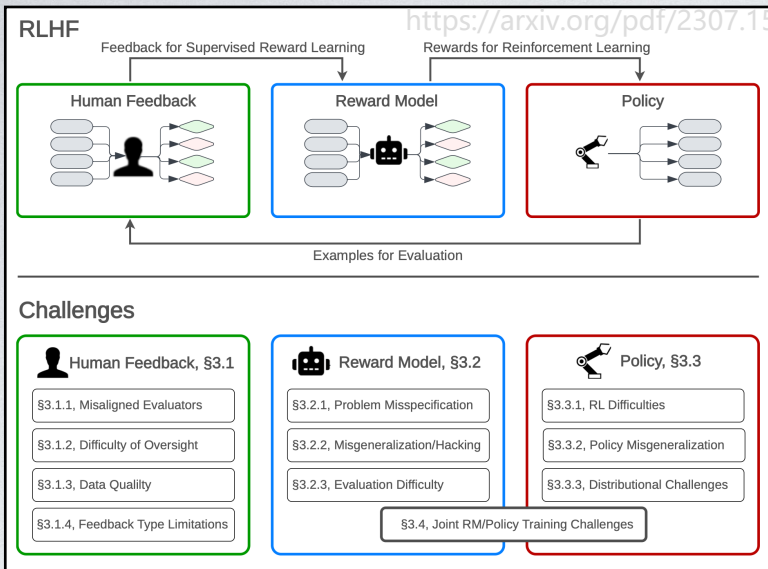 https://arxiv.org/pdf/2307.15
RLHF
Feedback for Supervised Reward Learning
Rewards for Reinforcement Learning
Human Feedback
Reward Model
Policy
Examples for Evaluation
Challenges
Human Feedback, §3.1
§3.1.1, Misaligned Evaluators
§3.1.2, Difficulty of Oversight
§3.1.3, Data Qualilty
§3.1.4, Feedback Type Limitations
Reward Model, §3.2
§3.2.1, Problem Misspecification
§3.2.2, Misgeneralization/Hacking
§3.2.3, Evaluation Difficulty
Policy, §3.3
§3.3.1, RL Difficulties
§3.3.2, Policy Misgeneralization
§3.3.3, Distributional Challenges
§3.4, Joint RM/Policy Training Challenges